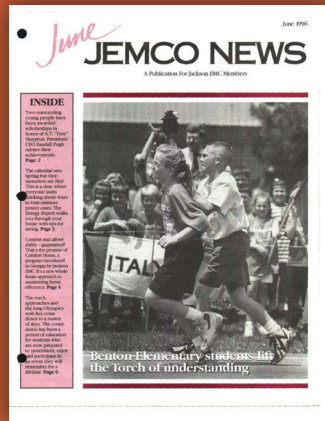 June 1996
June
JEMCO NEWS
A Publication For Jackson EMC Members
INSIDE
Two outstanding
young people have
been awarded
scholarships in
honor of A.T. "Tony"
Sharpton. President/
CEO Randall Pugh
salutes their
achievements.
Page 2
The calendar says
Spring but thermometers say Hot!
This is a time when
everyone starts
thinking about ways
to trim summer
power costs. The
Energy Expert walks
you through your
house with tips for
saving. Page 3
Comfort and afford-
ability - guaranteed!
That's the promise of
Comfort Home, a
program introduced
in Georgia by Jackson
EMC. It's a new whole
house approach to
maximizing home
efficiency. Page 4
The torch
approaches and
the long Olympics
wait has come
down to a matter
of days. The count-
down has been a
period of education
for students who
are now prepared
to understand, enjoy
and participate in
an event they will
remember for a
lifetime. Page 6
ITAL
Benton Elementary students lift
the Torch of understanding